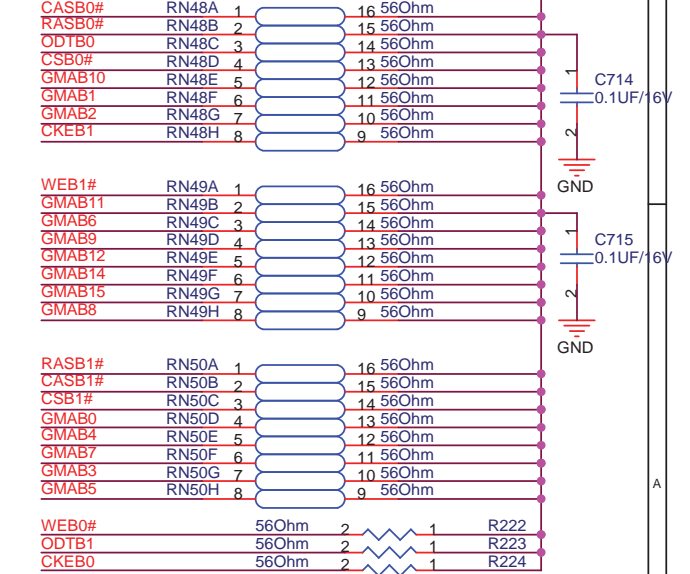 CASB0# RN48A 1 16 56Ohm
RASB0# RN48B 2 15 56Ohm
ODTB0 RN48C 3 14 56Ohm
CSB0# RN48D 4 13 56Ohm
GMAB10 RN48E 5 12 56Ohm
GMAB1 RN48F 6 11 56Ohm
GMAB2 RN48G 7 10 56Ohm
CKEB1 RN48H 8 9 56Ohm
1
C714
0.1UF/16V
2
GND
WEB1# RN49A 1 16 56Ohm
GMAB11 RN49B 2 15 56Ohm
GMAB6 RN49C 3 14 56Ohm
GMAB9 RN49D 4 13 56Ohm
GMAB12 RN49E 5 12 56Ohm
GMAB14 RN49F 6 11 56Ohm
GMAB15 RN49G 7 10 56Ohm
GMAB8 RN49H 8 9 56Ohm
1
C715
0.1UF/16V
2
GND
RASB1# RN50A 1 16 56Ohm
CASB1# RN50B 2 15 56Ohm
CSB1# RN50C 3 14 56Ohm
GMAB0 RN50D 4 13 56Ohm
GMAB4 RN50E 5 12 56Ohm
GMAB7 RN50F 6 11 56Ohm
GMAB3 RN50G 7 10 56Ohm
GMAB5 RN50H 8 9 56Ohm
A
WEB0# 56Ohm 2 1 R222
ODTB1 56Ohm 2 1 R223
CKEB0 56Ohm 2 1 R224